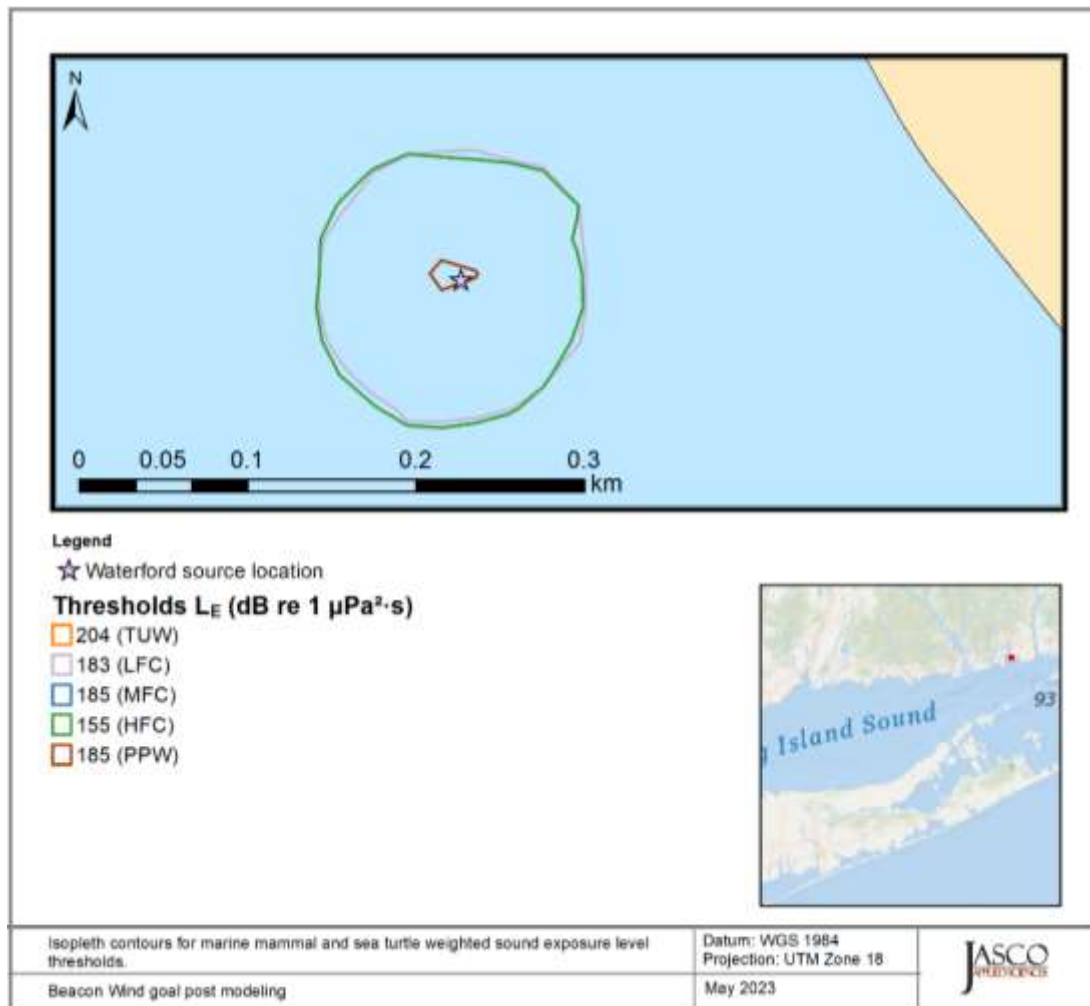 N
0 0.05 0.1 0.2 0.3
km
Legend
Waterford source location
Thresholds LE (dB re 1 µPa²·s)
204 (TUW)
183 (LFC)
185 (MFC)
155 (HFC)
185 (PPW)
93
g Island Sound
Isopleth contours for marine mammal and sea turtle weighted sound exposure level
thresholds.
Datum: WGS 1984
Projection: UTM Zone 18
JASCO
APPLIED SCIENCES
Beacon Wind goal post modeling
May 2023